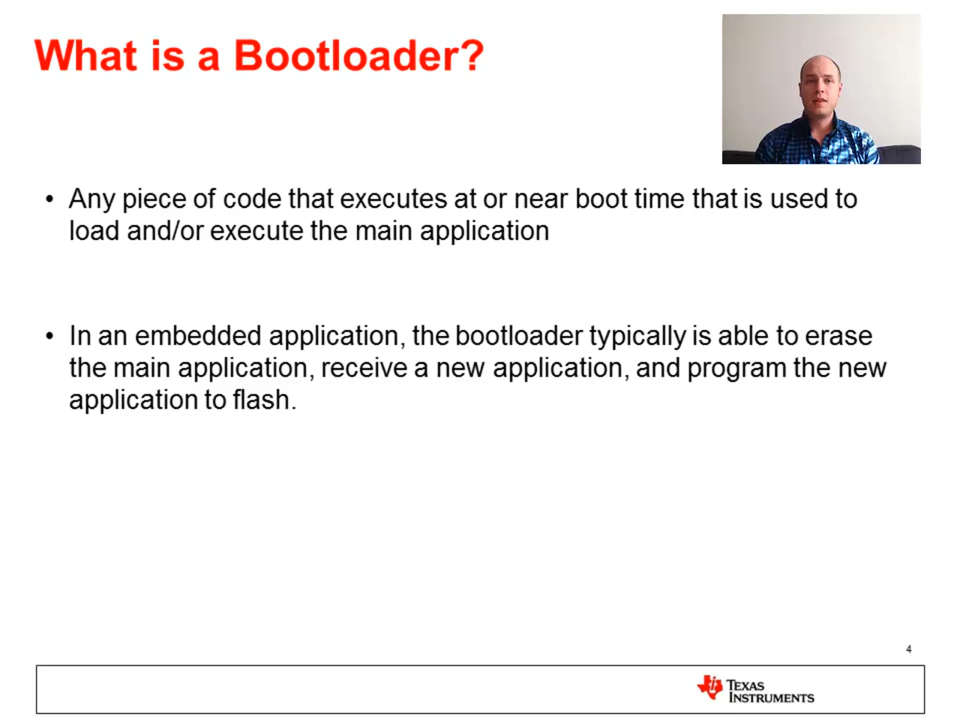 What is a Bootloader?
• Any piece of code that executes at or near boot time that is used to
load and/or execute the main application
• In an embedded application, the bootloader typically is able to erase
the main application, receive a new application, and program the new
application to flash.
4
TEXAS
INSTRUMENTS